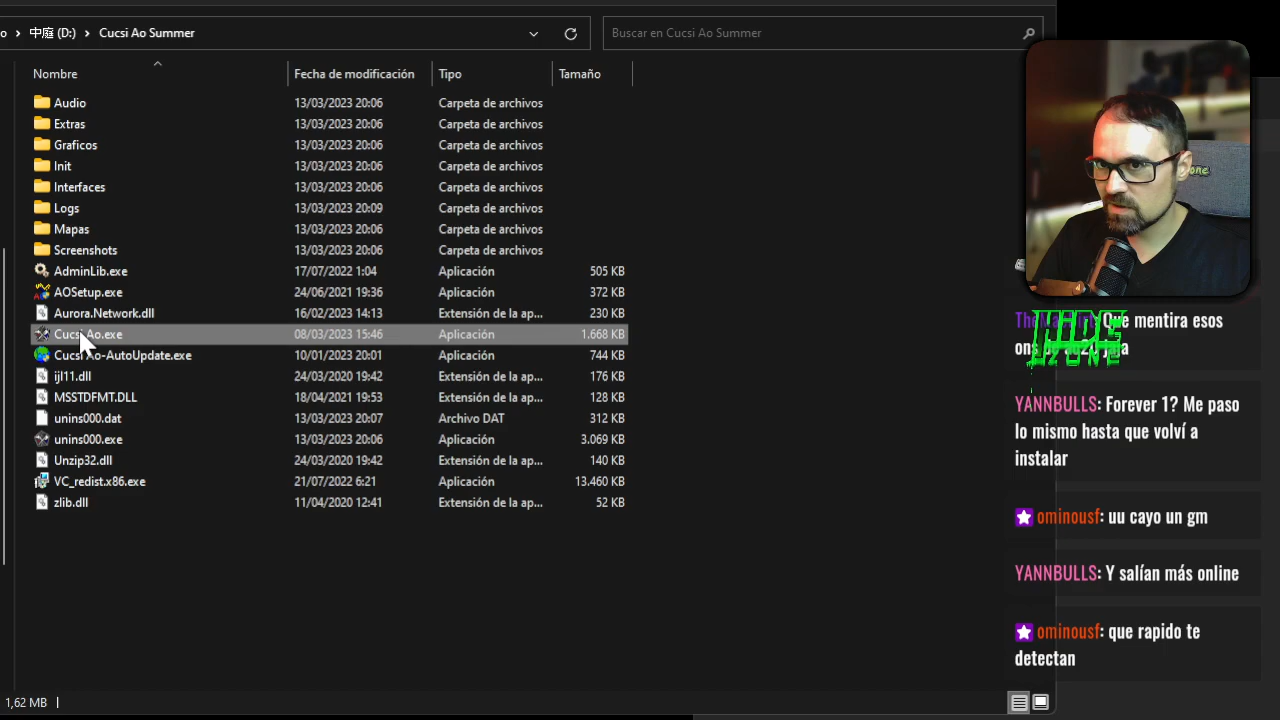 o > 中庭 (D:) > Cucsi Ao Summer
Buscar en Cucsi Ao Summer
Nombre Fecha de modificación Tipo Tamaño
Audio 13/03/2023 20:06 Carpeta de archivos
Extras 13/03/2023 20:06 Carpeta de archivos
Graficos 13/03/2023 20:06 Carpeta de archivos
Init 13/03/2023 20:06 Carpeta de archivos
Interfaces 13/03/2023 20:06 Carpeta de archivos
Logs 13/03/2023 20:09 Carpeta de archivos
Mapas 13/03/2023 20:06 Carpeta de archivos
Screenshots 13/03/2023 20:06 Carpeta de archivos
AdminLib.exe 17/07/2022 1:04 Aplicación 505 KB
AOSetup.exe 24/06/2021 19:36 Aplicación 372 KB
Aurora.Network.dll 16/02/2023 14:13 Extensión de la ap... 230 KB
Cucsi Ao.exe 08/03/2023 15:46 Aplicación 1.668 KB
Cucsi Ao-AutoUpdate.exe 10/01/2023 20:01 Aplicación 744 KB
ijl11.dll 24/03/2020 19:42 Extensión de la ap... 176 KB
MSSTDFMT.DLL 18/04/2021 19:53 Extensión de la ap... 128 KB
unins000.dat 13/03/2023 20:07 Archivo DAT 312 KB
unins000.exe 13/03/2023 20:06 Aplicación 3.069 KB
Unzip32.dll 24/03/2020 19:42 Extensión de la ap... 140 KB
VC_redist.x86.exe 21/07/2022 6:21 Aplicación 13.460 KB
zlib.dll 11/04/2020 12:41 Extensión de la ap... 52 KB
1,62 MB
one
HIDE
OZONE
Que mentira esos
ons de ao20 jaja
YANNBULLS: Forever 1? Me paso
lo mismo hasta que volví a
instalar
ominousf: uu cayo un gm
YANNBULLS: Y salían más online
ominousf: que rapido te
detectan